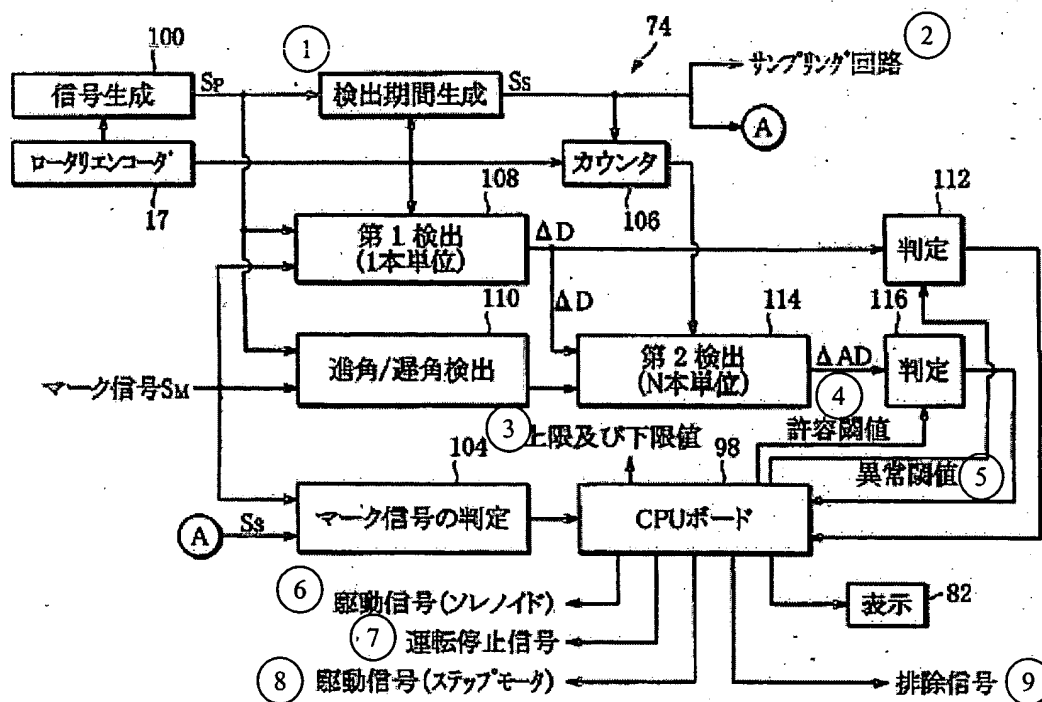 100
①
74
②
信号生成
SP
検出期間生成
SS
サンプリング回路
A
ロータリエンコーダ
カウンタ
17
108
106
112
第1検出
(1本単位)
ΔD
判定
ΔD
110
114
116
進角/遅角検出
第2検出
(N本単位)
ΔAD
判定
マーク信号SM
④
③
上限及び下限値
許容閾値
104
98
異常閾値
⑤
マーク信号の判定
CPUボード
A
SS
⑥
駆動信号(ソレノイド)
表示
82
⑦
運転停止信号
⑧
駆動信号(ステップモータ)
排除信号
⑨